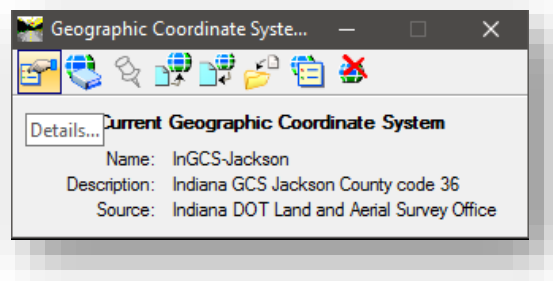 Geographic Coordinate Syste...
Details...
Current Geographic Coordinate System
Name: InGCS-Jackson
Description: Indiana GCS Jackson County code 36
Source: Indiana DOT Land and Aerial Survey Office